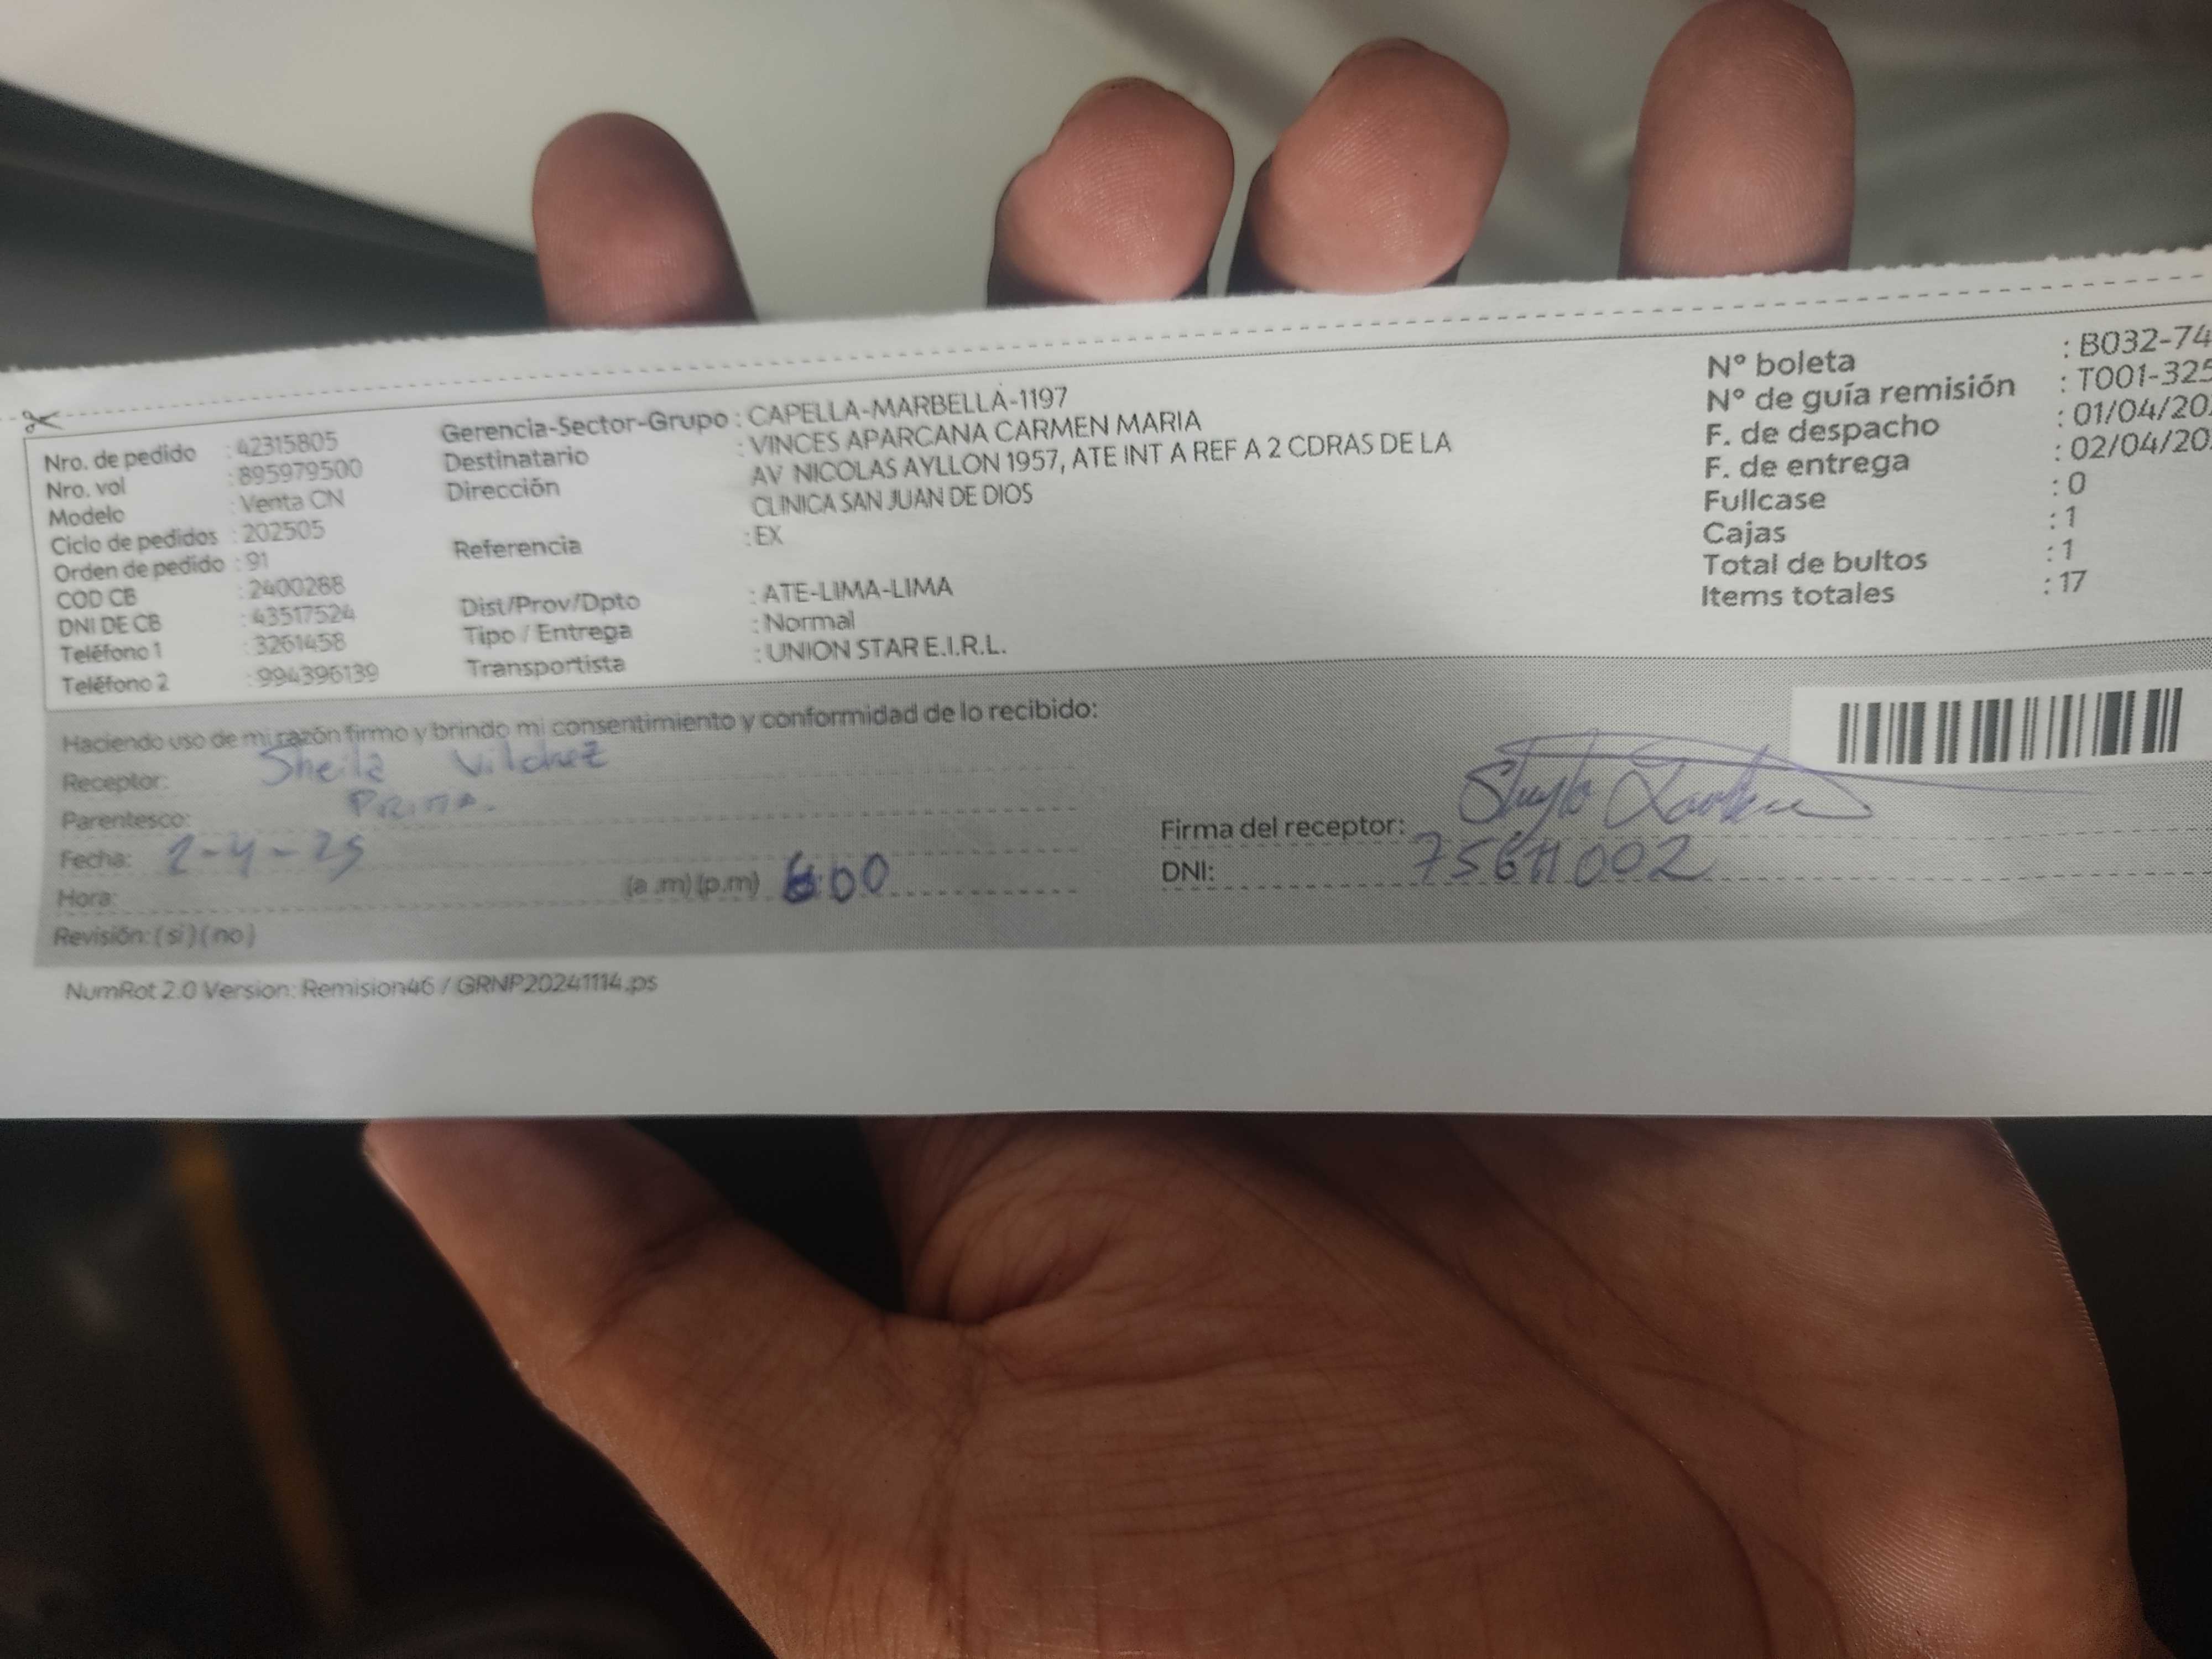 Nro. de pedido : 42315805
Nro. vol : 895979500
Modelo : Venta CN
Ciclo de pedidos : 202505
Orden de pedido : 91
COD CB : 2400288
DNI DE CB : 43517524
Teléfono 1 : 3261458
Teléfono 2 : 994396139
Gerencia-Sector-Grupo : CAPELLA-MARBELLA-1197
Destinatario : VINCES APARCANA CARMEN MARIA
Dirección AV NICOLAS AYLLON 1957, ATE INT A REF A 2 CDRAS DE LA
CLINICA SAN JUAN DE DIOS
Referencia : EX
Dist/Prov/Dpto : ATE-LIMA-LIMA
Tipo / Entrega : Normal
Transportista : UNION STAR E.I.R.L.
N° boleta : B032-74
N° de guía remisión : T001-325
F. de despacho : 01/04/20
F. de entrega : 02/04/20
Fullcase : 0
Cajas : 1
Total de bultos : 1
Items totales : 17
Haciendo uso de mi razón firmo y brindo mi consentimiento y conformidad de lo recibido:
Receptor: Sheila Vilchez
Parentesco: PRIMA.
Fecha: 2-4-25
Hora: (a .m) (p.m) 6:00
Revisión: ( si ) ( no )
Firma del receptor:
DNI: 75611002
NumRot 2.0 Version: Remision46 / GRNP20241114.ps